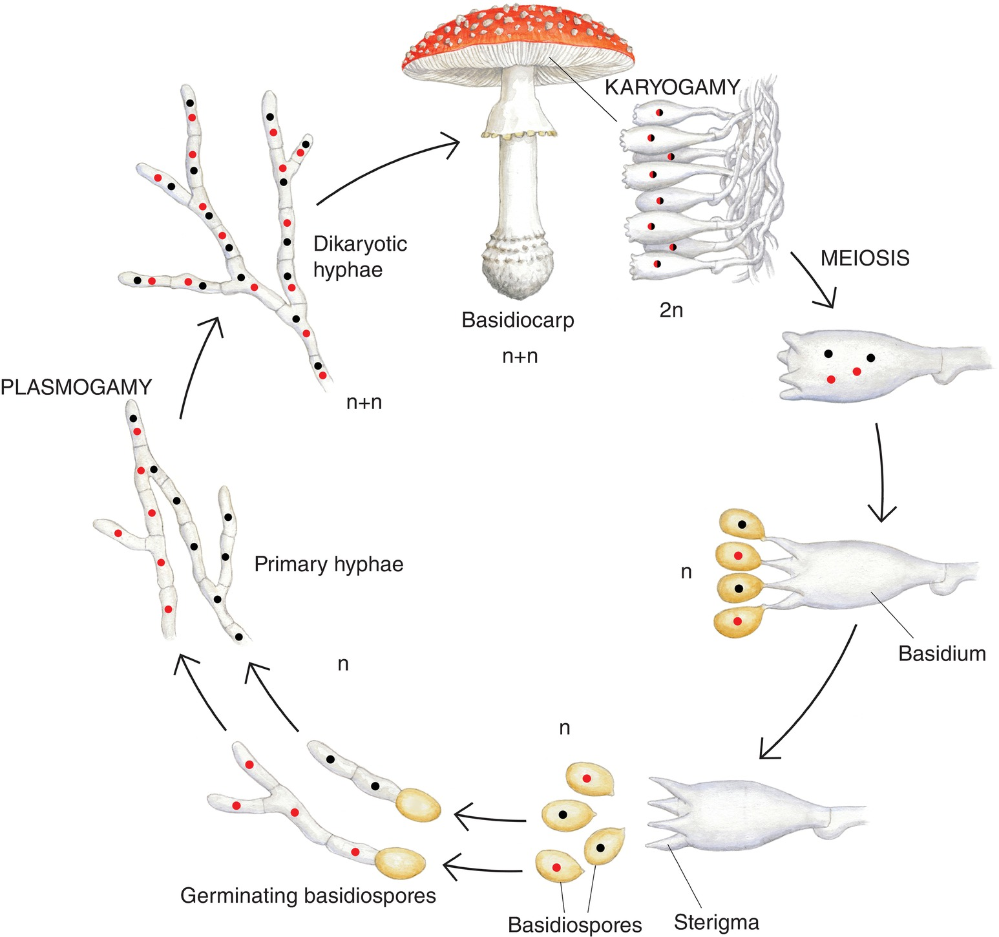 KARYOGAMY
Dikaryotic
hyphae
MEIOSIS
2n
Basidiocarp
n+n
PLASMOGAMY
n+n
Primary hyphae
n
Basidium
n
n
Germinating basidiospores
Basidiospores
Sterigma